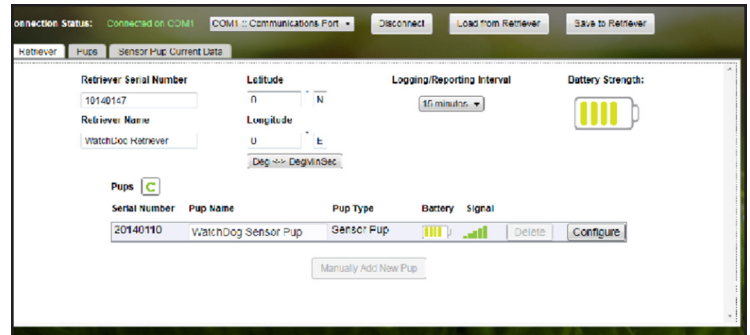 onnection Status: Connected on COM1 COM1 :: Communications Port Disconnect Load from Retriever Save to Retriever
Retriever Pups Sensor Pup Current Data
Retriever Serial Number Latitude Logging/Reporting Interval Battery Strength:
10140147 0 ° N 15 minutes
Retriever Name Longitude
WatchDog Retriever 0 ° E
Deg <-> DegMinSec
Pups
Serial Number Pup Name Pup Type Battery Signal
20140110 WatchDog Sensor Pup Sensor Pup Delete Configure
Manually Add New Pup